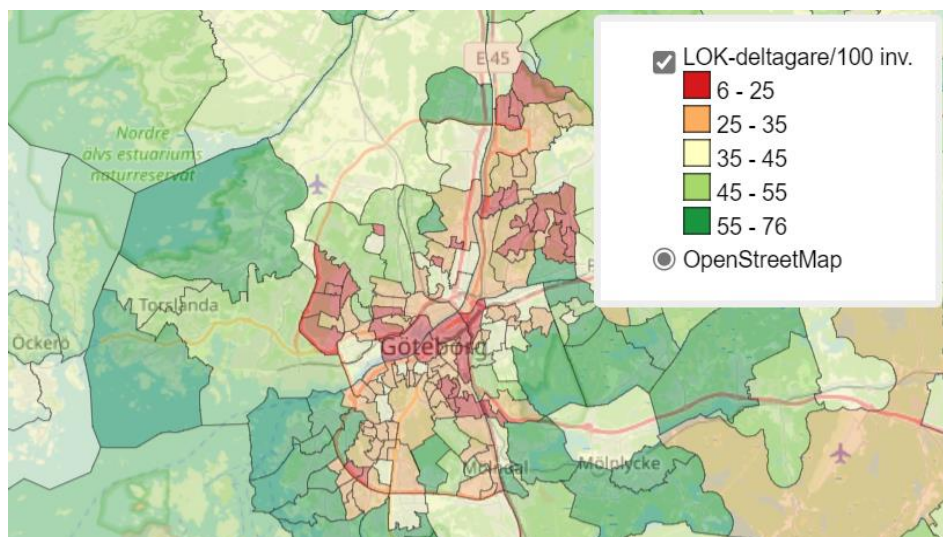 E 45
Nordre
älvs estuariums
naturreservat
Torslanda
Öckerö
Göteborg
Mölndal
Mölnlycke
LOK-deltagare/100 inv.
6 - 25
25 - 35
35 - 45
45 - 55
55 - 76
OpenStreetMap